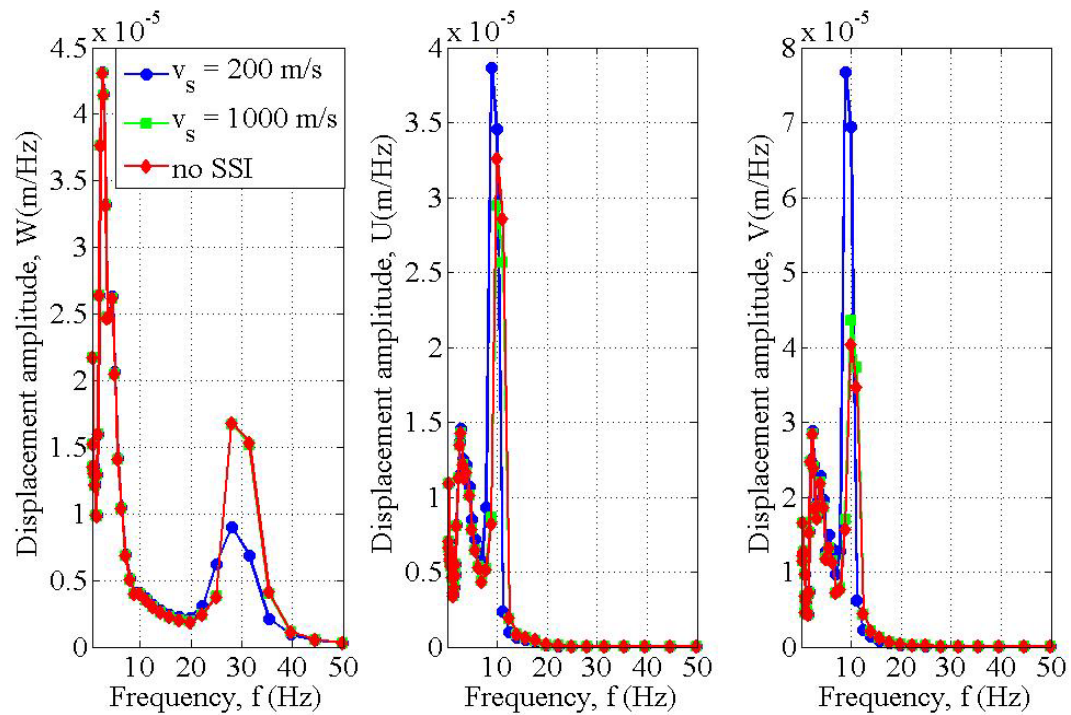 x 10⁻⁵
4.5
4
3.5
3
2.5
2
1.5
1
0.5
0
10 20 30 40 50
Displacement amplitude, W(m/Hz)
Frequency, f (Hz)
v_s = 200 m/s
v_s = 1000 m/s
no SSI
x 10⁻⁵
4
3.5
3
2.5
2
1.5
1
0.5
0
10 20 30 40 50
Displacement amplitude, U(m/Hz)
Frequency, f (Hz)
x 10⁻⁵
8
7
6
5
4
3
2
1
0
10 20 30 40 50
Displacement amplitude, V(m/Hz)
Frequency, f (Hz)